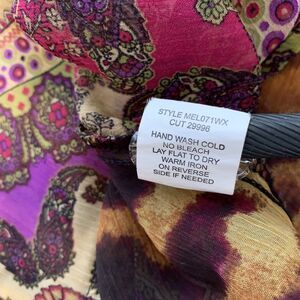 STYLE MEL071WX
CUT 29996
HAND WASH COLD
NO BLEACH
LAY FLAT TO DRY
WARM IRON
ON REVERSE
SIDE IF NEEDED